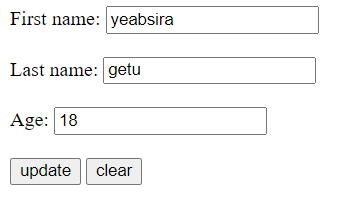 First name: yeabsira
Last name: getu
Age: 18
update clear